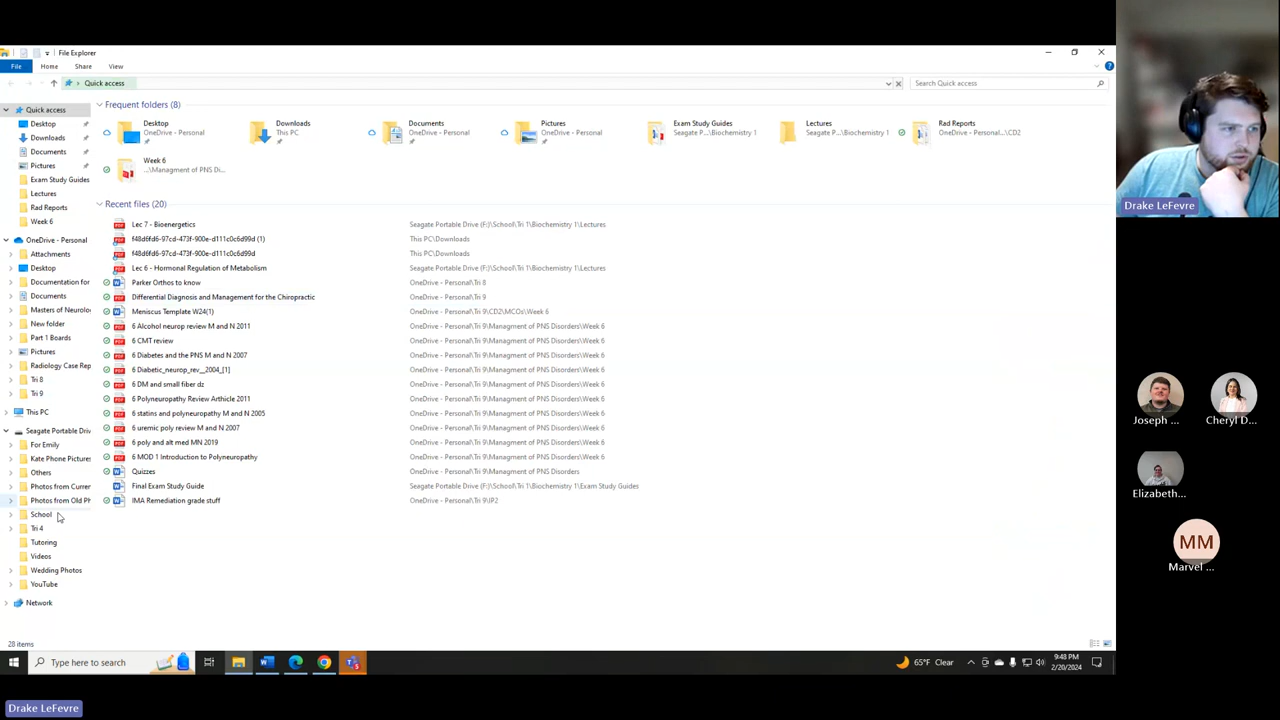 File Explorer
File Home Share View
Quick access
Search Quick access
Quick access
Desktop
Downloads
Documents
Pictures
Exam Study Guides
Lectures
Rad Reports
Week 6
OneDrive - Personal
Attachments
Desktop
Documentation for
Documents
Masters of Neurolo
New folder
Part 1 Boards
Pictures
Radiology Case Rep
Tri 8
Tri 9
This PC
Seagate Portable Driv
For Emily
Kate Phone Pictures
Others
Photos from Curren
Photos from Old Ph
School
Tri 4
Tutoring
Videos
Wedding Photos
YouTube
Network
Frequent folders (8)
Desktop
OneDrive - Personal
Downloads
This PC
Documents
OneDrive - Personal
Pictures
OneDrive - Personal
Exam Study Guides
Seagate P...\Biochemistry 1
Lectures
Seagate P...\Biochemistry 1
Rad Reports
OneDrive - Personal...\CD2
Week 6
...\Managment of PNS Di...
Recent files (20)
Lec 7 - Bioenergetics Seagate Portable Drive (F:)\School\Tri 1\Biochemistry 1\Lectures
f48d6fd6-97cd-473f-900e-d111c0c6d99d (1) This PC\Downloads
f48d6fd6-97cd-473f-900e-d111c0c6d99d This PC\Downloads
Lec 6 - Hormonal Regulation of Metabolism Seagate Portable Drive (F:)\School\Tri 1\Biochemistry 1\Lectures
Parker Orthos to know OneDrive - Personal\Tri 8
Differential Diagnosis and Management for the Chiropractic OneDrive - Personal\Tri 9
Meniscus Template W24(1) OneDrive - Personal\Tri 9\CD2\MCOs\Week 6
6 Alcohol neurop review M and N 2011 OneDrive - Personal\Tri 9\Managment of PNS Disorders\Week 6
6 CMT review OneDrive - Personal\Tri 9\Managment of PNS Disorders\Week 6
6 Diabetes and the PNS M and N 2007 OneDrive - Personal\Tri 9\Managment of PNS Disorders\Week 6
6 Diabetic_neurop_rev__2004_[1] OneDrive - Personal\Tri 9\Managment of PNS Disorders\Week 6
6 DM and small fiber dz OneDrive - Personal\Tri 9\Managment of PNS Disorders\Week 6
6 Polyneuropathy Review Arthicle 2011 OneDrive - Personal\Tri 9\Managment of PNS Disorders\Week 6
6 statins and polyneuropathy M and N 2005 OneDrive - Personal\Tri 9\Managment of PNS Disorders\Week 6
6 uremic poly review M and N 2007 OneDrive - Personal\Tri 9\Managment of PNS Disorders\Week 6
6 poly and alt med MN 2019 OneDrive - Personal\Tri 9\Managment of PNS Disorders\Week 6
6 MOD 1 Introduction to Polyneuropathy OneDrive - Personal\Tri 9\Managment of PNS Disorders\Week 6
Quizzes OneDrive - Personal\Tri 9\Managment of PNS Disorders
Final Exam Study Guide Seagate Portable Drive (F:)\School\Tri 1\Biochemistry 1\Exam Study Guides
IMA Remediation grade stuff OneDrive - Personal\Tri 9\IP2
28 items
Type here to search
65°F Clear
9:48 PM
2/20/2024
Drake LeFevre
Joseph ...
Cheryl D...
Elizabeth...
MM
Marvel ...
Drake LeFevre